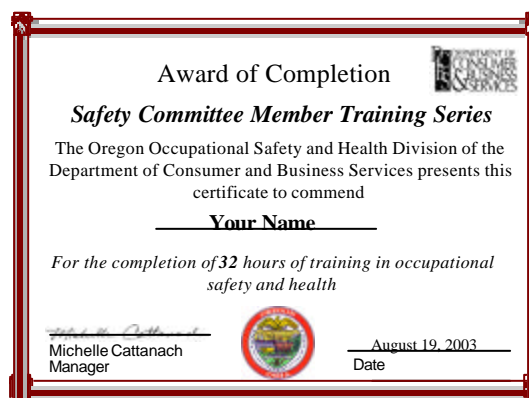 Award of Completion
DEPARTMENT OF
CONSUMER
& BUSINESS
SERVICES
Safety Committee Member Training Series
The Oregon Occupational Safety and Health Division of the
Department of Consumer and Business Services presents this
certificate to commend
Your Name
For the completion of 32 hours of training in occupational
safety and health
Michelle Cattanach
Michelle Cattanach
Manager
August 19, 2003
Date